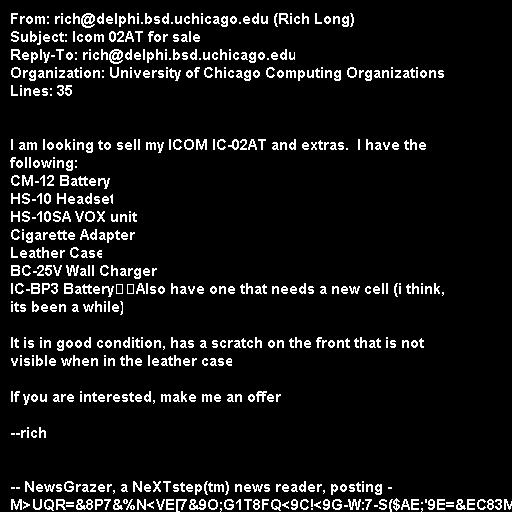 From: rich@delphi.bsd.uchicago.edu (Rich Long)
Subject: Icom 02AT for sale
Reply-To: rich@delphi.bsd.uchicago.edu
Organization: University of Chicago Computing Organizations
Lines: 35
I am looking to sell my ICOM IC-02AT and extras.  I have the
following:
CM-12 Battery
HS-10 Headset
HS-10SA VOX unit
Cigarette Adapter
Leather Case
BC-25V Wall Charger
IC-BP3 Battery□□Also have one that needs a new cell (i think,
its been a while)
It is in good condition, has a scratch on the front that is not
visible when in the leather case
If you are interested, make me an offer
--rich
-- NewsGrazer, a NeXTstep(tm) news reader, posting -
M>UQR=&8P7&%N<VE[7&9O;G1T8FQ<9C!<9G-W:7-S($AE;'9E=&EC83M